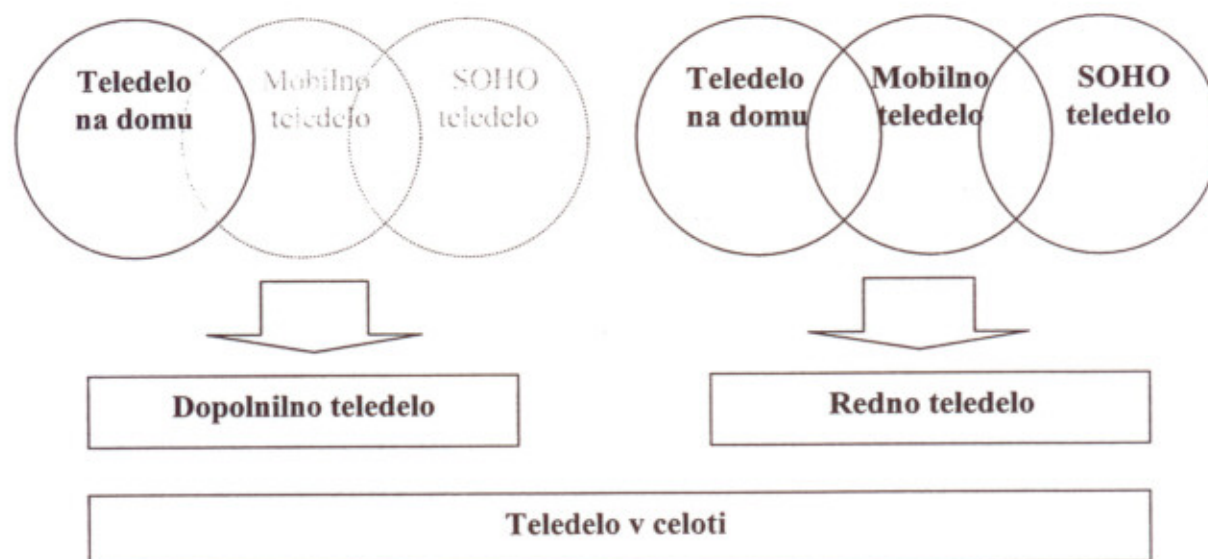 Teledelo
na domu
Mobilno
teledelo
SOHO
teledelo
Teledelo
na domu
Mobilno
teledelo
SOHO
teledelo
Dopolnilno teledelo
Redno teledelo
Teledelo v celoti